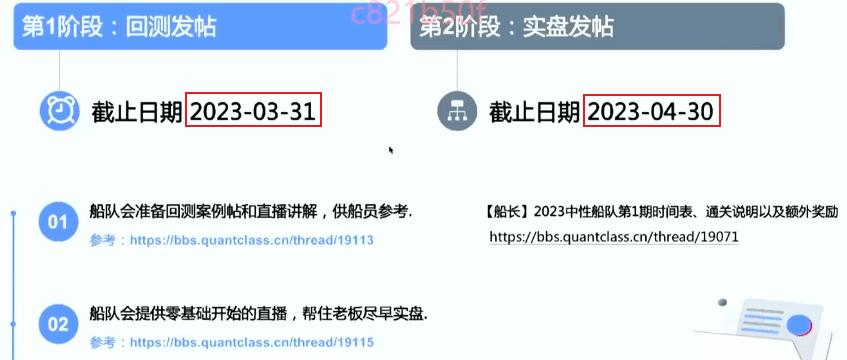 c821b50f
第1阶段：回测发帖
第2阶段：实盘发帖
截止日期 2023-03-31
截止日期 2023-04-30
01
船队会准备回测案例帖和直播讲解，供船员参考.
参考：https://bbs.quantclass.cn/thread/19113
【船长】2023中性船队第1期时间表、通关说明以及额外奖励
https://bbs.quantclass.cn/thread/19071
02
船队会提供零基础开始的直播，帮住老板尽早实盘.
参考：https://bbs.quantclass.cn/thread/19115